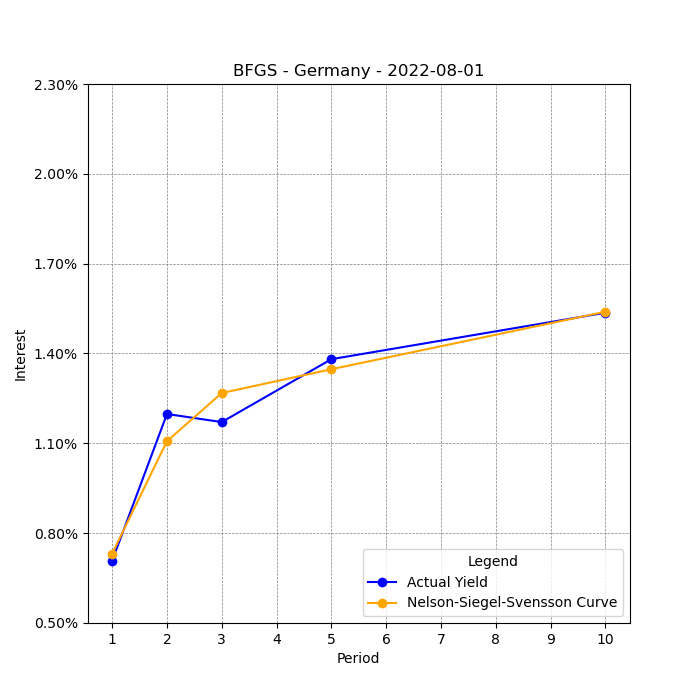 BFGS - Germany - 2022-08-01
2.30%
2.00%
1.70%
1.40%
1.10%
0.80%
0.50%
Interest
1 2 3 4 5 6 7 8 9 10
Period
Legend
Actual Yield
Nelson-Siegel-Svensson Curve